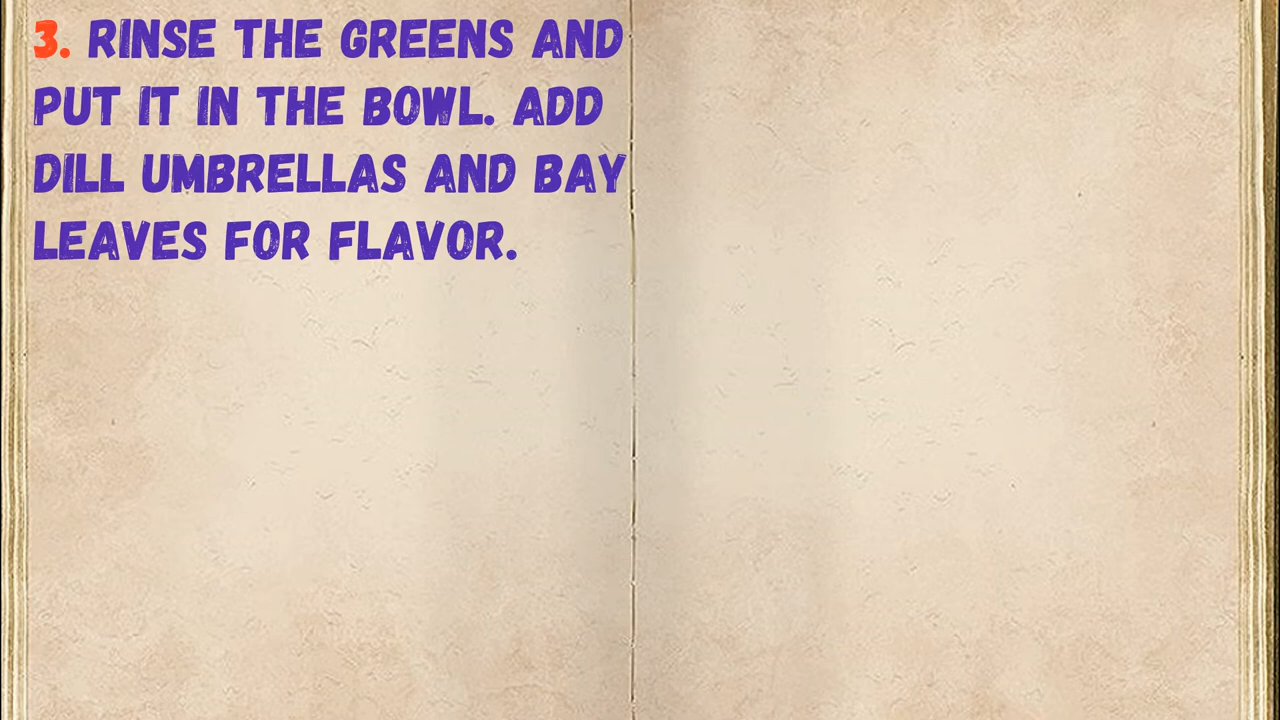 3. RINSE THE GREENS AND
PUT IT IN THE BOWL. ADD
DILL UMBRELLAS AND BAY
LEAVES FOR FLAVOR.